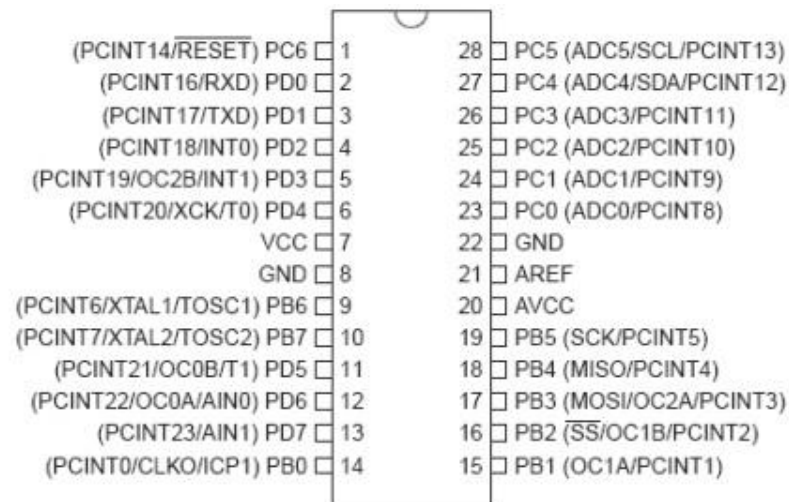 (PCINT14/RESET) PC6 1 28 PC5 (ADC5/SCL/PCINT13)
(PCINT16/RXD) PD0 2 27 PC4 (ADC4/SDA/PCINT12)
(PCINT17/TXD) PD1 3 26 PC3 (ADC3/PCINT11)
(PCINT18/INT0) PD2 4 25 PC2 (ADC2/PCINT10)
(PCINT19/OC2B/INT1) PD3 5 24 PC1 (ADC1/PCINT9)
(PCINT20/XCK/T0) PD4 6 23 PC0 (ADC0/PCINT8)
VCC 7 22 GND
GND 8 21 AREF
(PCINT6/XTAL1/TOSC1) PB6 9 20 AVCC
(PCINT7/XTAL2/TOSC2) PB7 10 19 PB5 (SCK/PCINT5)
(PCINT21/OC0B/T1) PD5 11 18 PB4 (MISO/PCINT4)
(PCINT22/OC0A/AIN0) PD6 12 17 PB3 (MOSI/OC2A/PCINT3)
(PCINT23/AIN1) PD7 13 16 PB2 (SS/OC1B/PCINT2)
(PCINT0/CLKO/ICP1) PB0 14 15 PB1 (OC1A/PCINT1)